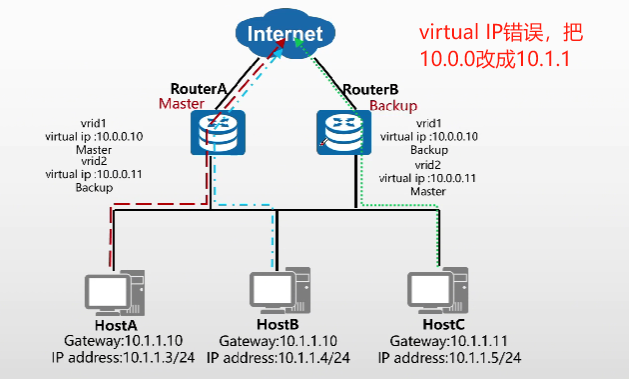 Internet
virtual IP错误，把
10.0.0改成10.1.1
RouterA
Master
RouterB
Backup
vrid1
virtual ip :10.0.0.10
Master
vrid2
virtual ip :10.0.0.11
Backup
vrid1
virtual ip :10.0.0.10
Backup
vrid2
virtual ip :10.0.0.11
Master
HostA
Gateway:10.1.1.10
IP address:10.1.1.3/24
HostB
Gateway:10.1.1.10
IP address:10.1.1.4/24
HostC
Gateway:10.1.1.11
IP address:10.1.1.5/24